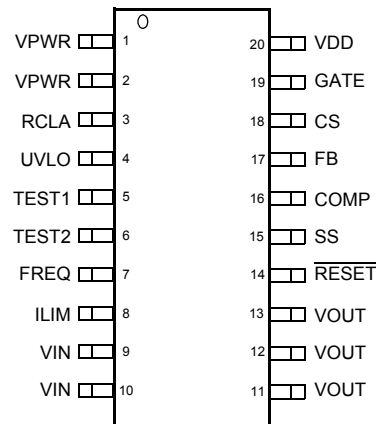 VPWR 1 20 VDD
VPWR 2 19 GATE
RCLA 3 18 CS
UVLO 4 17 FB
TEST1 5 16 COMP
TEST2 6 15 SS
FREQ 7 14 RESET
ILIM 8 13 VOUT
VIN 9 12 VOUT
VIN 10 11 VOUT